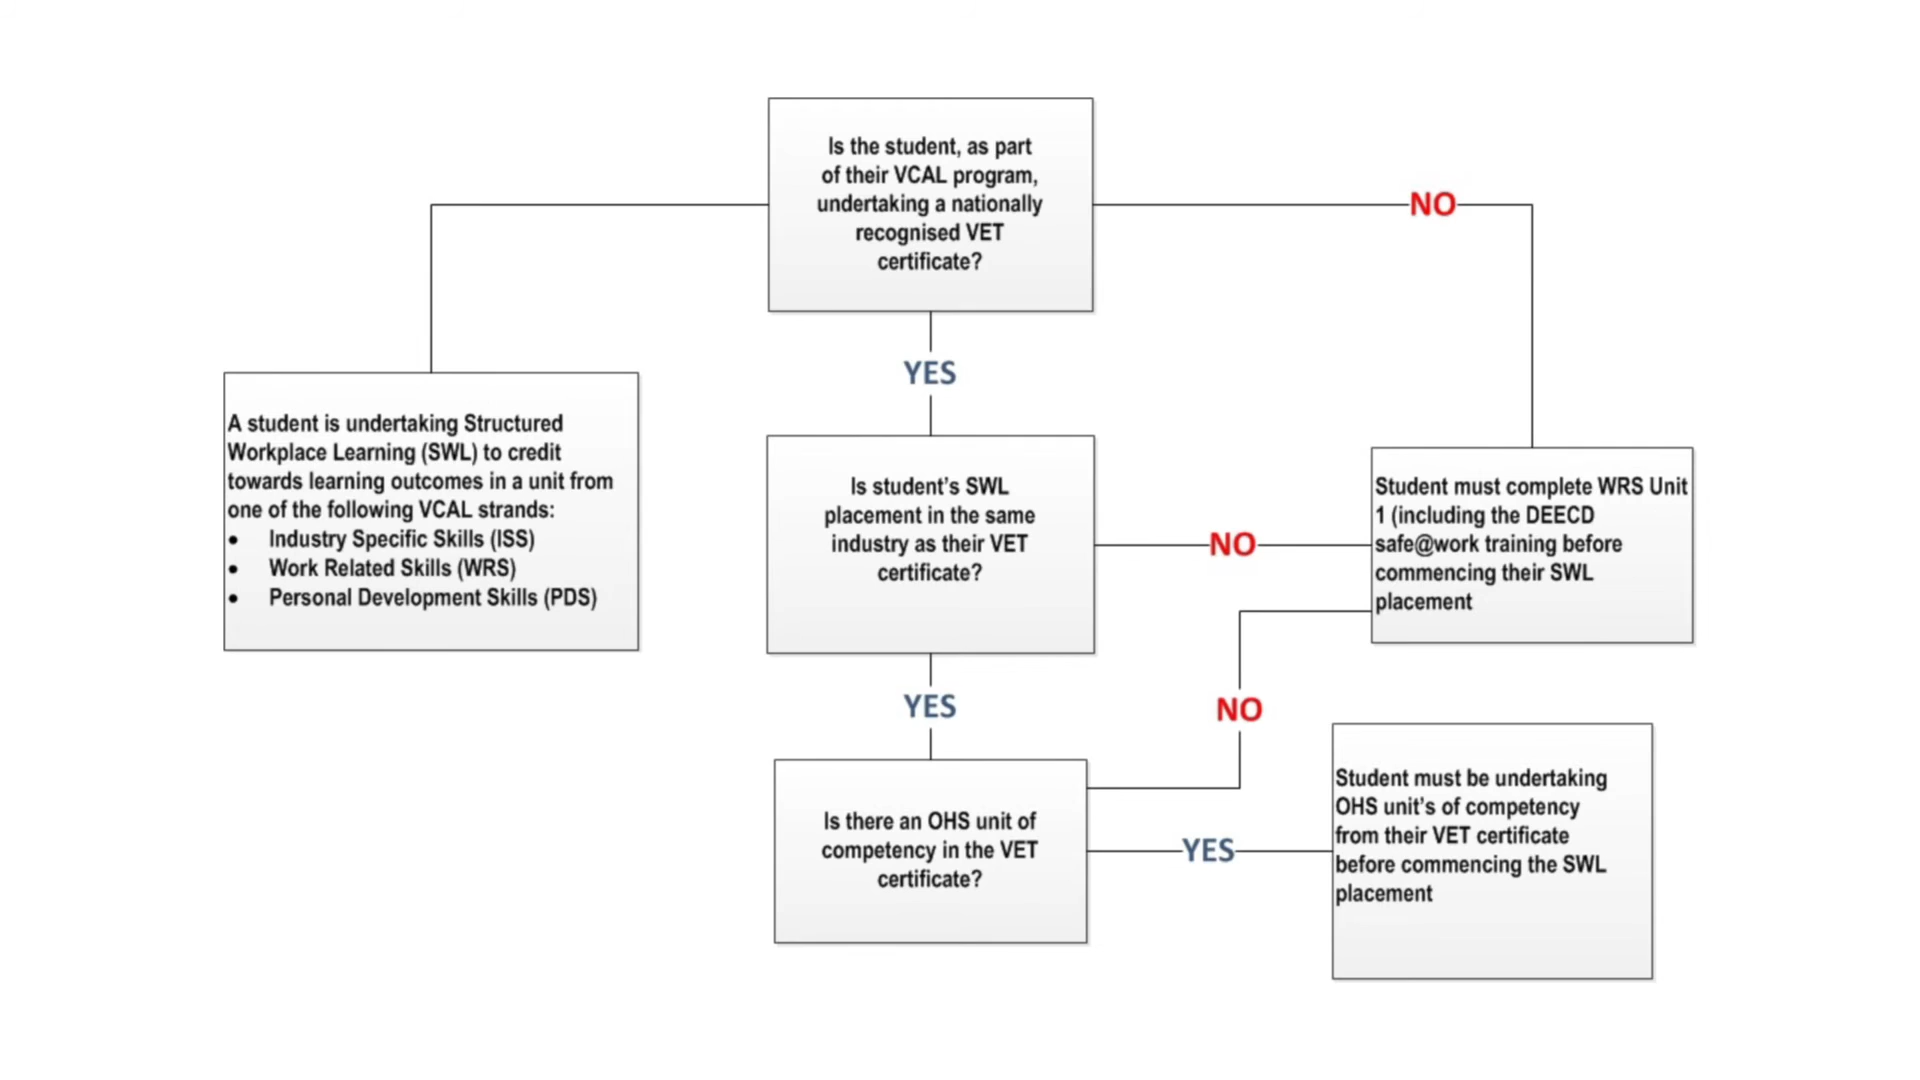 Is the student, as part
of their VCAL program,
undertaking a nationally
recognised VET
certificate?
NO
YES
A student is undertaking Structured
Workplace Learning (SWL) to credit
towards learning outcomes in a unit from
one of the following VCAL strands:
• Industry Specific Skills (ISS)
• Work Related Skills (WRS)
• Personal Development Skills (PDS)
Is student’s SWL
placement in the same
industry as their VET
certificate?
NO
Student must complete WRS Unit
1 (including the DEECD
safe@work training before
commencing their SWL
placement
YES
NO
Is there an OHS unit of
competency in the VET
certificate?
YES
Student must be undertaking
OHS unit’s of competency
from their VET certificate
before commencing the SWL
placement